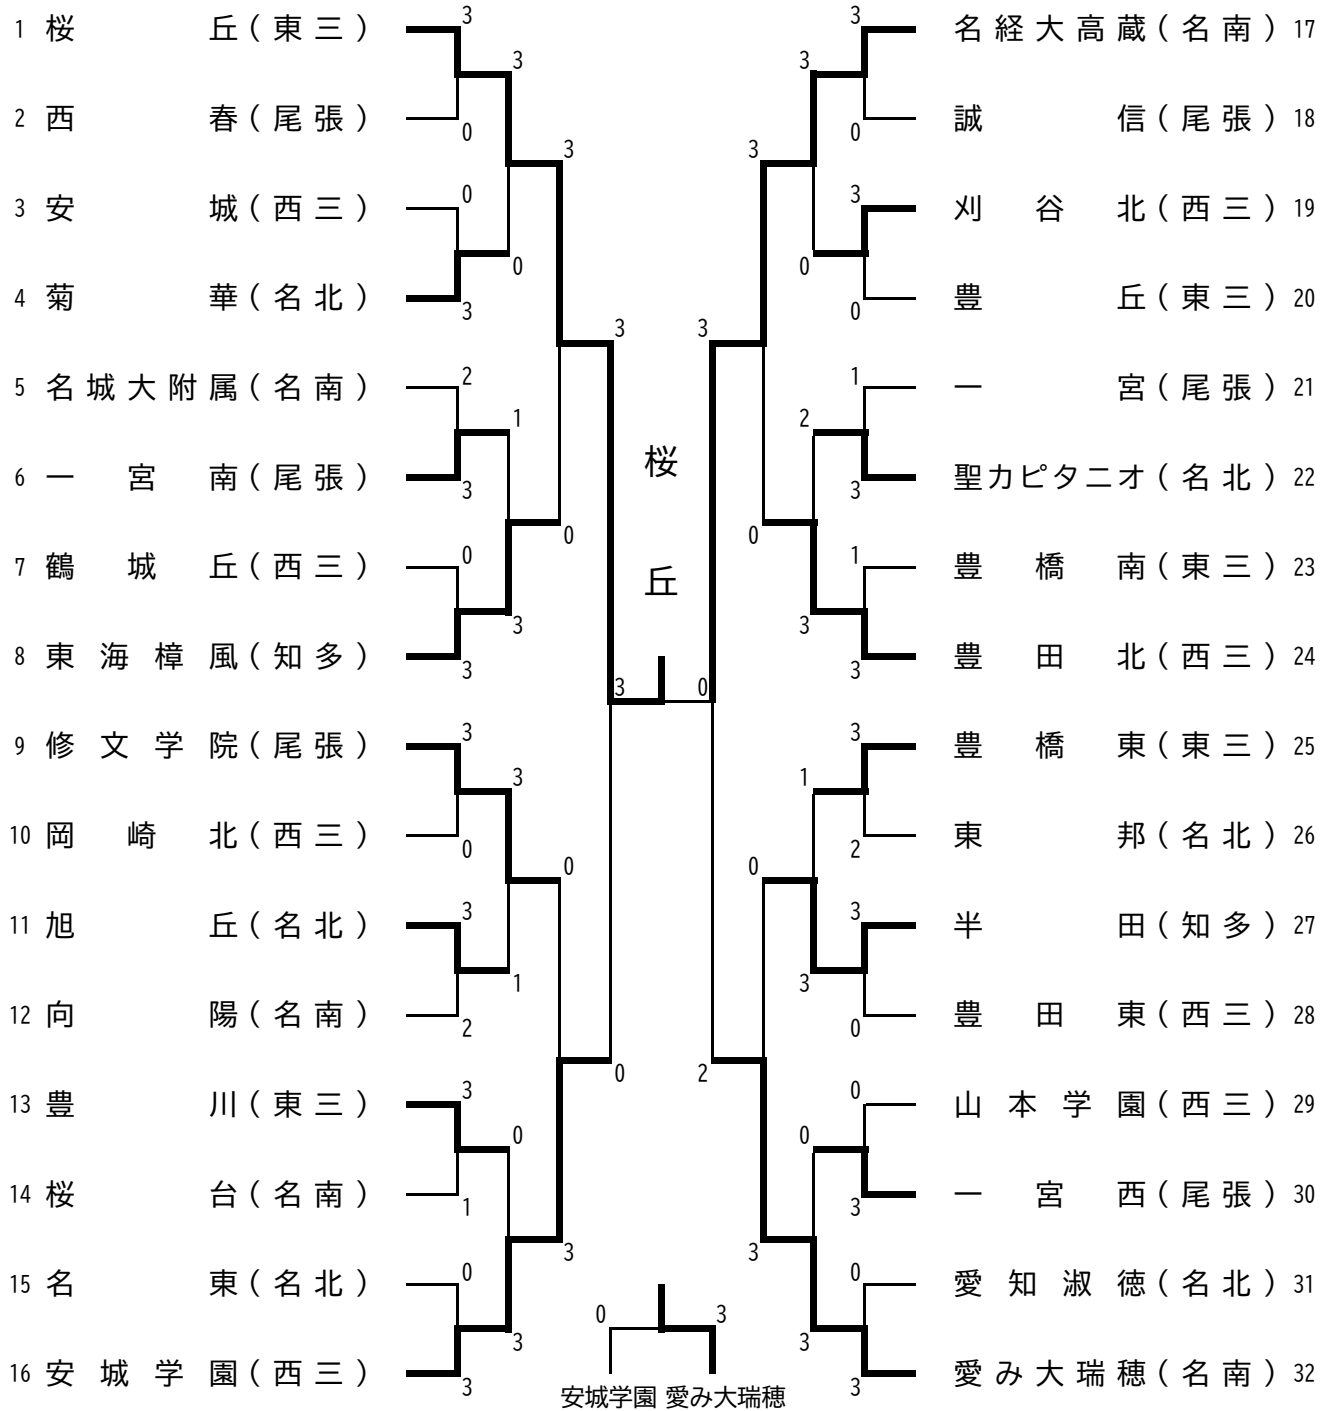 1 桜丘(東三)
2 西春(尾張)
3 安城(西三)
4 菊華(名北)
5 名城大附属(名南)
6 一宮南(尾張)
7 鶴城丘(西三)
8 東海樟風(知多)
9 修文学院(尾張)
10 岡崎北(西三)
11 旭丘(名北)
12 向陽(名南)
13 豊川(東三)
14 桜台(名南)
15 名東(名北)
16 安城学園(西三)
3
0
0
3
2
3
0
3
3
0
3
2
3
1
0
3
3
0
1
3
3
1
0
3
3
0
0
3
3
0
桜丘
3 0
3
2
3
0
0
3
3
0
2
3
1
3
0
3
3
0
3
0
1
3
1
3
3
2
3
0
0
3
0
3
名経大高蔵(名南) 17
誠信(尾張) 18
刈谷北(西三) 19
豊丘(東三) 20
一宮(尾張) 21
聖カピタニオ(名北) 22
豊橋南(東三) 23
豊田北(西三) 24
豊橋東(東三) 25
東邦(名北) 26
半田(知多) 27
豊田東(西三) 28
山本学園(西三) 29
一宮西(尾張) 30
愛知淑徳(名北) 31
愛み大瑞穂(名南) 32
0 3
安城学園 愛み大瑞穂